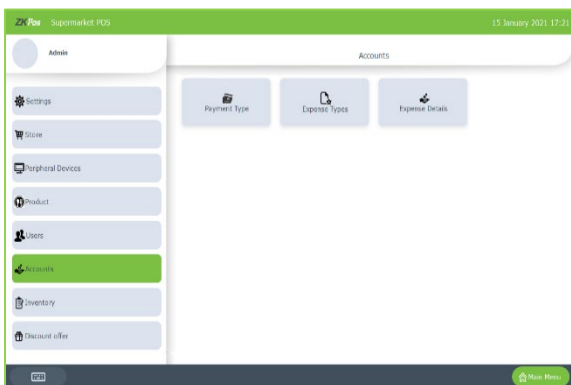 ZKPos Supermarket POS 15 January 2021 17:21
Admin
Accounts
Payment Type
Expense Types
Expense Details
Settings
Store
Peripheral Devices
Product
Users
Accounts
Inventory
Discount offer
Main Menu